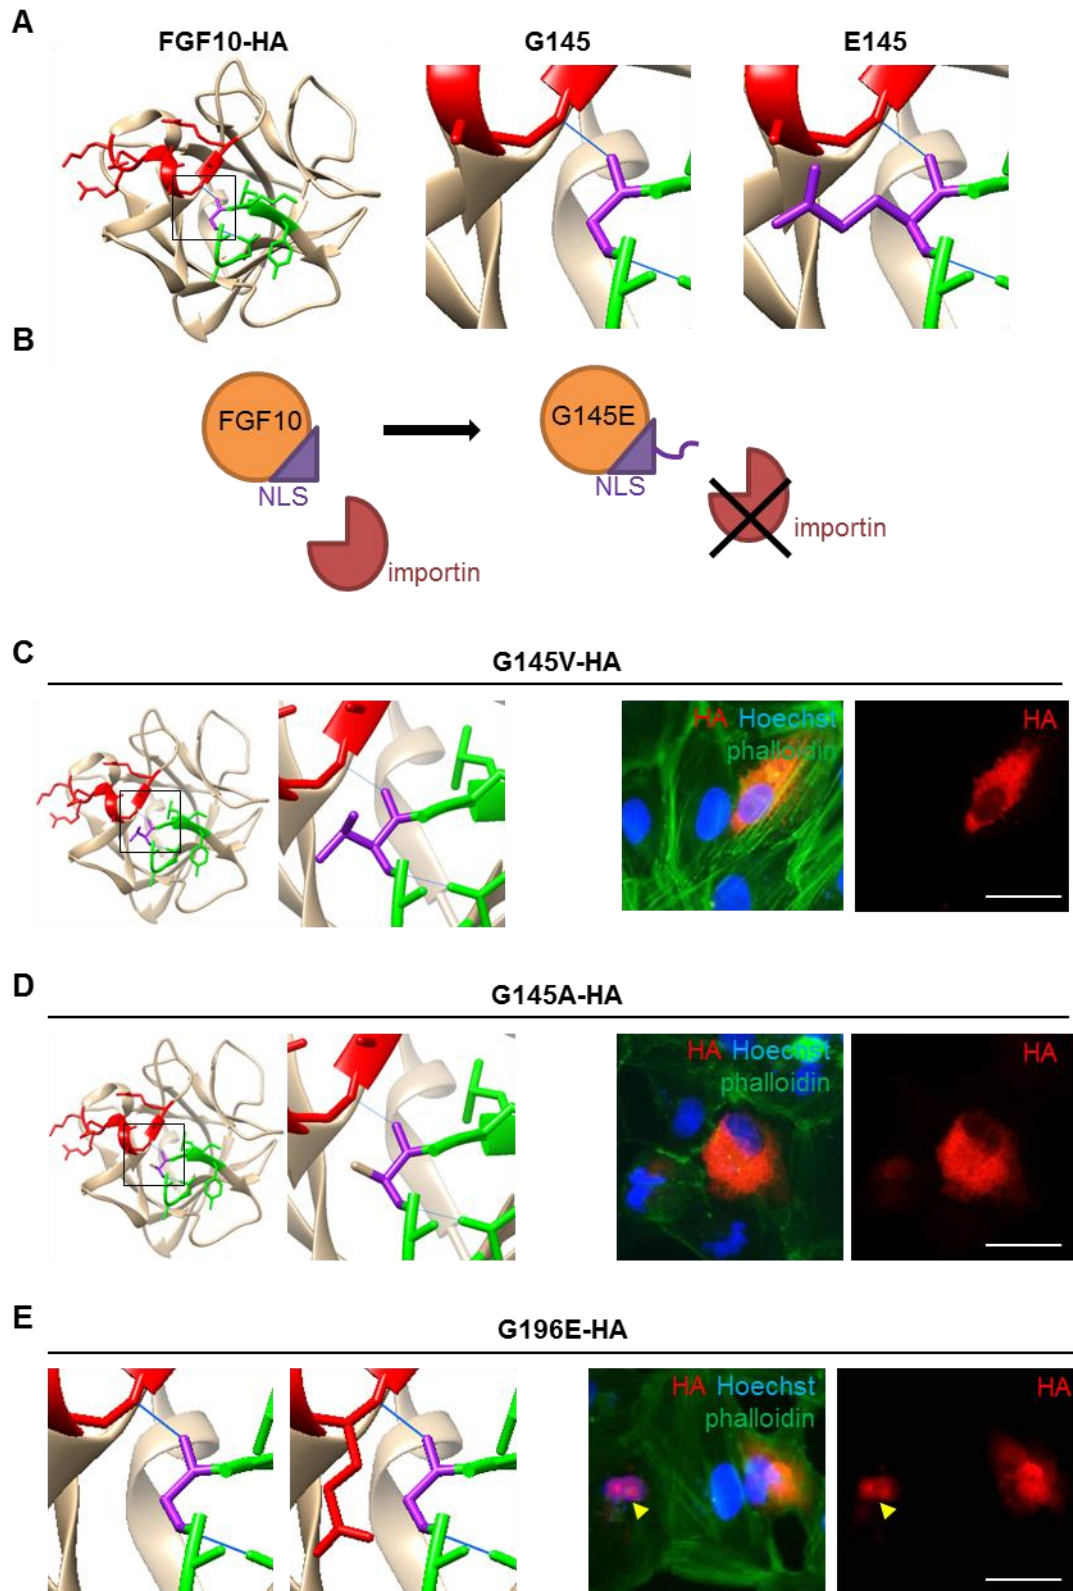 A
FGF10-HA
G145
E145
B
FGF10
NLS
importin
G145E
NLS
importin
C
G145V-HA
HA Hoechst
phalloidin
HA
D
G145A-HA
HA Hoechst
phalloidin
HA
E
G196E-HA
HA Hoechst
phalloidin
HA